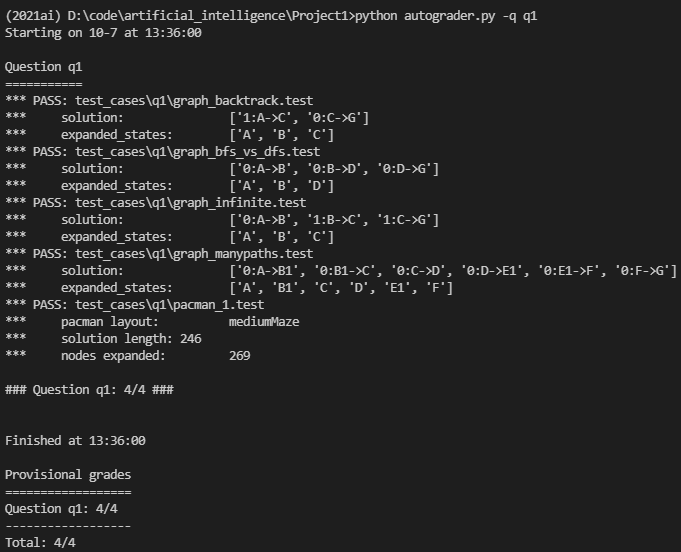 (2021ai) D:\code\artificial_intelligence\Project1>python autograder.py -q q1
Starting on 10-7 at 13:36:00
Question q1
===========
*** PASS: test_cases\q1\graph_backtrack.test
***     solution:               ['1:A->C', '0:C->G']
***     expanded_states:        ['A', 'B', 'C']
*** PASS: test_cases\q1\graph_bfs_vs_dfs.test
***     solution:               ['0:A->B', '0:B->D', '0:D->G']
***     expanded_states:        ['A', 'B', 'D']
*** PASS: test_cases\q1\graph_infinite.test
***     solution:               ['0:A->B', '1:B->C', '1:C->G']
***     expanded_states:        ['A', 'B', 'C']
*** PASS: test_cases\q1\graph_manypaths.test
***     solution:               ['0:A->B1', '0:B1->C', '0:C->D', '0:D->E1', '0:E1->F', '0:F->G']
***     expanded_states:        ['A', 'B1', 'C', 'D', 'E1', 'F']
*** PASS: test_cases\q1\pacman_1.test
***     pacman layout:          mediumMaze
***     solution length: 246
***     nodes expanded:         269
### Question q1: 4/4 ###
Finished at 13:36:00
Provisional grades
==================
Question q1: 4/4
------------------
Total: 4/4